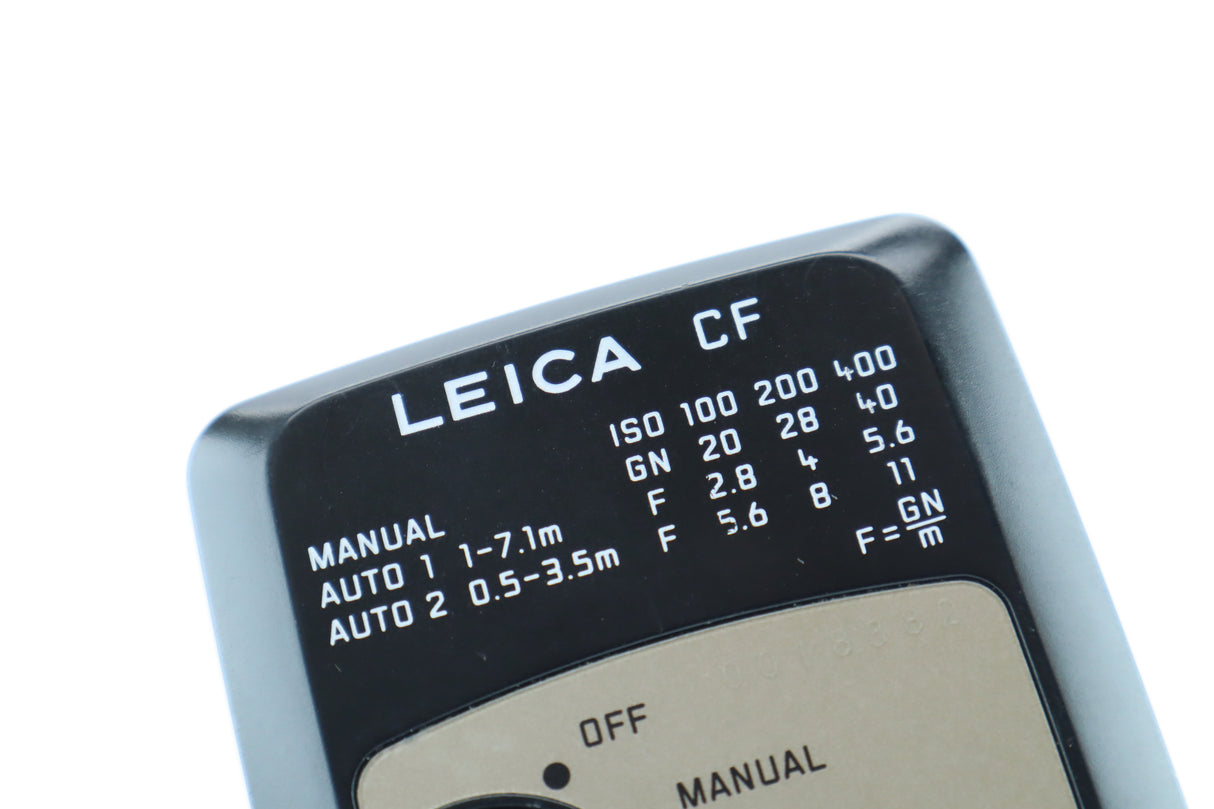 LEICA CF
ISO 100 200 400
MANUAL GN 20 28 40
AUTO 1 1-7.1m F 2.8 4 5.6
AUTO 2 0.5-3.5m F 5.6 8 11
F=GN/m
0018362
OFF
MANUAL